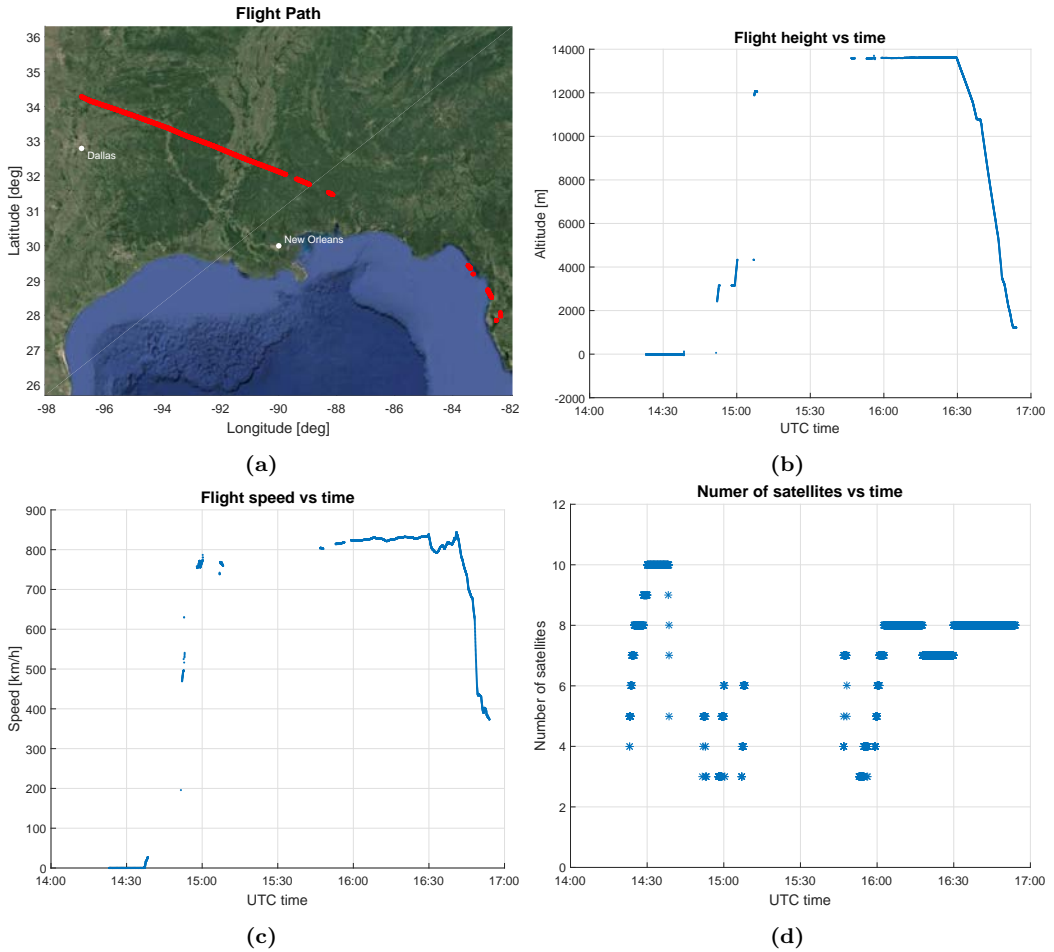 Flight Path
36
35
34
33
32
31
30
29
28
27
26
Latitude [deg]
Dallas
New Orleans
-98 -96 -94 -92 -90 -88 -86 -84 -82
Longitude [deg]
(a)
Flight height vs time
14000
12000
10000
8000
6000
4000
2000
0
-2000
Altitude [m]
14:00 14:30 15:00 15:30 16:00 16:30 17:00
UTC time
(b)
Flight speed vs time
900
800
700
600
500
400
300
200
100
0
Speed [km/h]
14:00 14:30 15:00 15:30 16:00 16:30 17:00
UTC time
(c)
Numer of satellites vs time
12
10
8
6
4
2
0
Number of satellites
14:00 14:30 15:00 15:30 16:00 16:30 17:00
UTC time
(d)